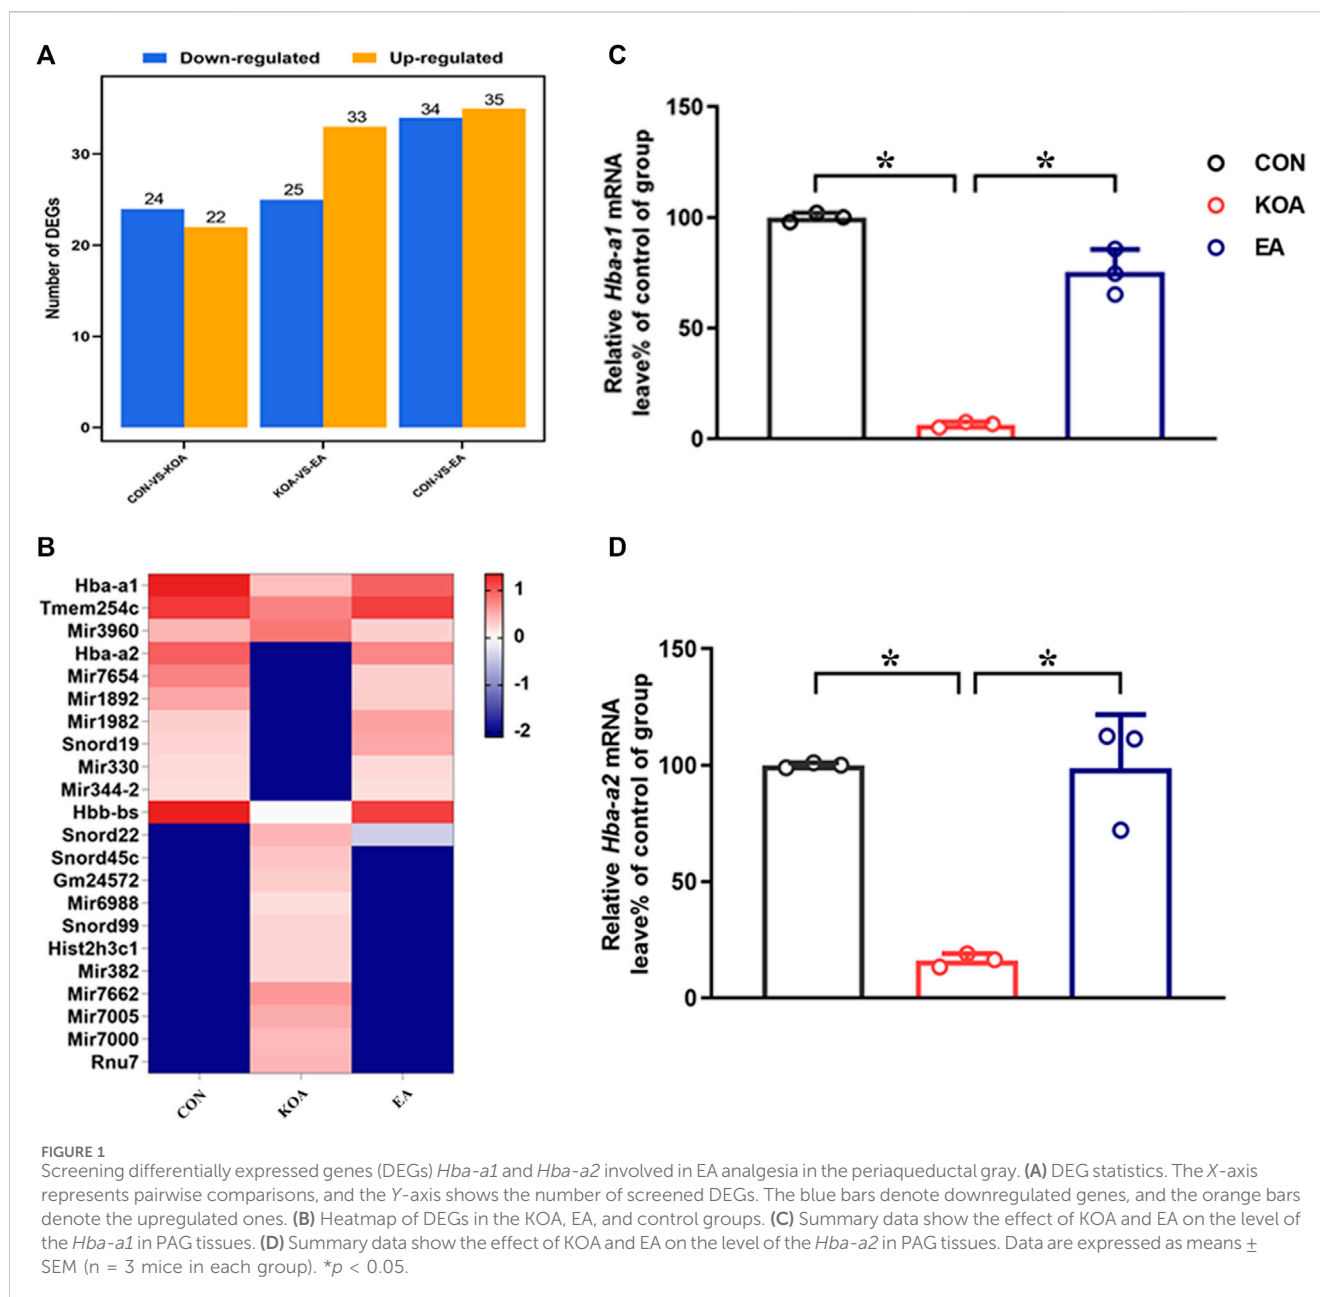 A
Down-regulated
Up-regulated
Number of DEGs
30
20
10
0
24
22
25
33
34
35
CON-VS-KOA
KOA-VS-EA
CON-VS-EA
C
Relative Hba-a1 mRNA
leave% of control of group
150
100
50
0
*
*
CON
KOA
EA
B
Hba-a1
Tmem254c
Mir3960
Hba-a2
Mir7654
Mir1892
Mir1982
Snord19
Mir330
Mir344-2
Hbb-bs
Snord22
Snord45c
Gm24572
Mir6988
Snord99
Hist2h3c1
Mir382
Mir7662
Mir7005
Mir7000
Rnu7
CON
KOA
EA
1
0
-1
-2
D
Relative Hba-a2 mRNA
leave% of control of group
150
100
50
0
*
*
FIGURE 1
Screening differentially expressed genes (DEGs) Hba-a1 and Hba-a2 involved in EA analgesia in the periaqueductal gray. (A) DEG statistics. The X-axis
represents pairwise comparisons, and the Y-axis shows the number of screened DEGs. The blue bars denote downregulated genes, and the orange bars
denote the upregulated ones. (B) Heatmap of DEGs in the KOA, EA, and control groups. (C) Summary data show the effect of KOA and EA on the level of
the Hba-a1 in PAG tissues. (D) Summary data show the effect of KOA and EA on the level of the Hba-a2 in PAG tissues. Data are expressed as means ±
SEM (n = 3 mice in each group). *p < 0.05.